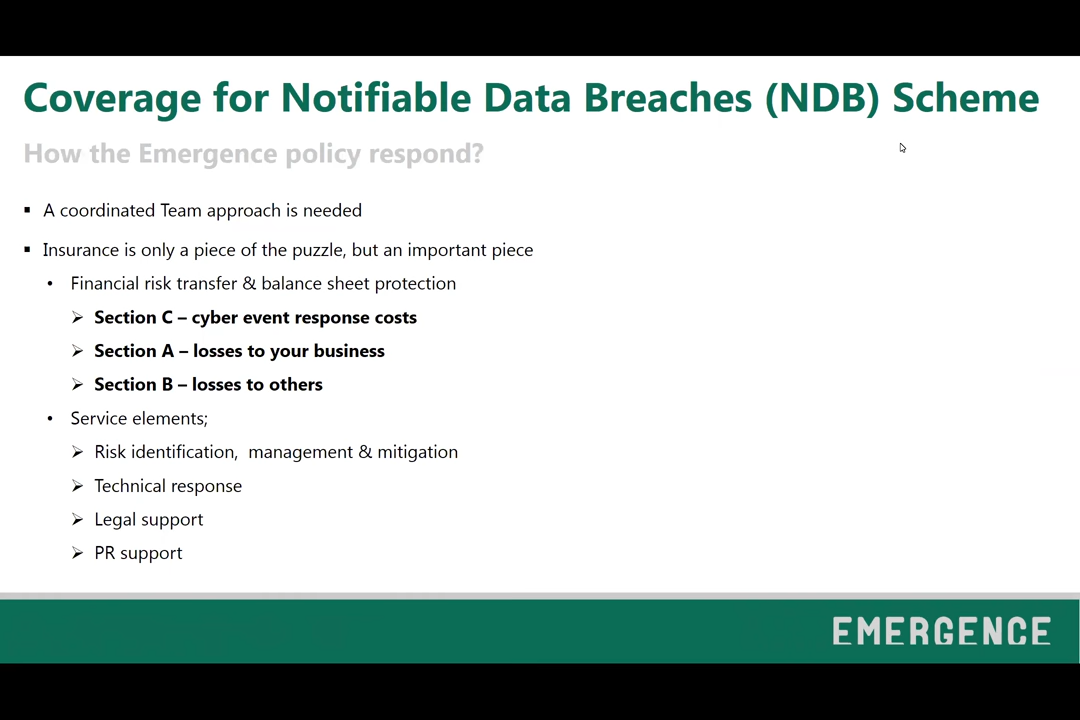 Coverage for Notifiable Data Breaches (NDB) Scheme
How the Emergence policy respond?
▪ A coordinated Team approach is needed
▪ Insurance is only a piece of the puzzle, but an important piece
• Financial risk transfer & balance sheet protection
➢ Section C – cyber event response costs
➢ Section A – losses to your business
➢ Section B – losses to others
• Service elements;
➢ Risk identification, management & mitigation
➢ Technical response
➢ Legal support
➢ PR support
EMERGENCE